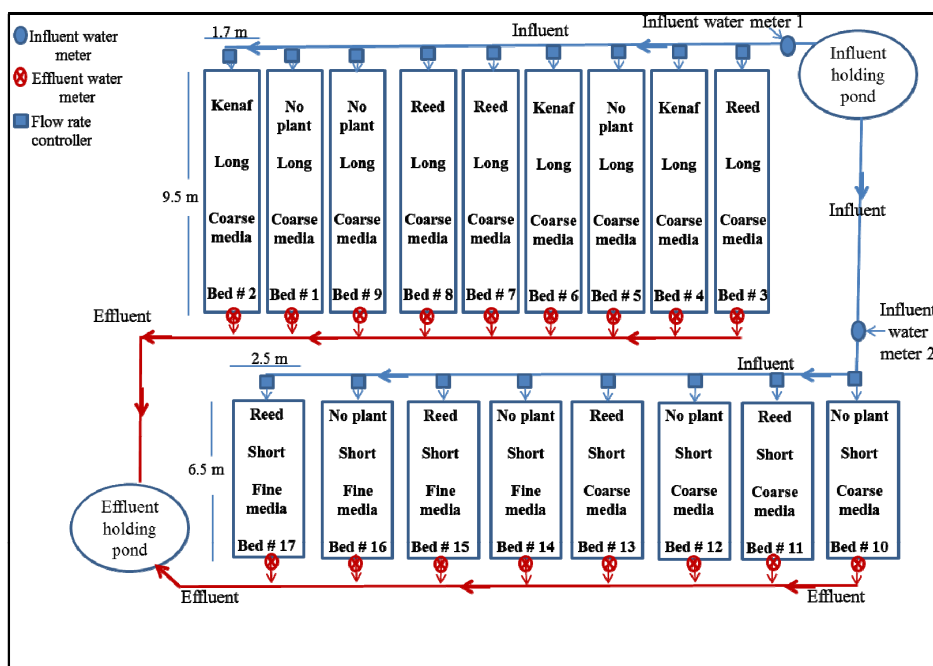 Influent water
meter
Effluent water
meter
Flow rate
controller
1.7 m
Influent
Influent water meter 1
Influent
holding
pond
Kenaf
Long
Coarse
media
Bed # 2
No
plant
Long
Coarse
media
Bed # 1
No
plant
Long
Coarse
media
Bed # 9
Reed
Long
Coarse
media
Bed # 8
Reed
Long
Coarse
media
Bed # 7
Kenaf
Long
Coarse
media
Bed # 6
No
plant
Long
Coarse
media
Bed # 5
Kenaf
Long
Coarse
media
Bed # 4
Reed
Long
Coarse
media
Bed # 3
9.5 m
Influent
Effluent
Influent
water
meter 2
2.5 m
Influent
Reed
Short
Fine
media
Bed # 17
No plant
Short
Fine
media
Bed # 16
Reed
Short
Fine
media
Bed # 15
No plant
Short
Fine
media
Bed # 14
Reed
Short
Coarse
media
Bed # 13
No plant
Short
Coarse
media
Bed # 12
Reed
Short
Coarse
media
Bed # 11
No plant
Short
Coarse
media
Bed # 10
6.5 m
Effluent
holding
pond
Effluent
Effluent